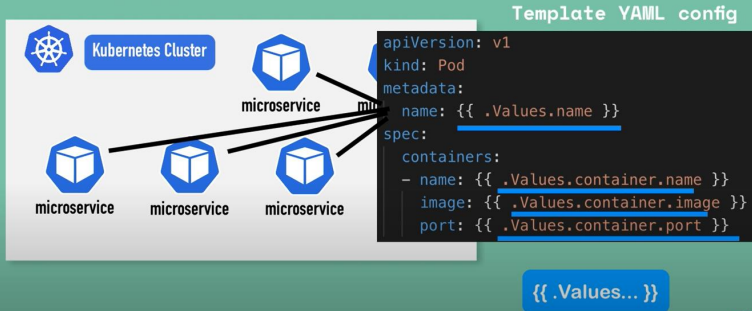 Template YAML config
Kubernetes Cluster
microservice
microservice
microservice
microservice
apiVersion: v1
kind: Pod
metadata:
name: {{ .Values.name }}
spec:
containers:
- name: {{ .Values.container.name }}
image: {{ .Values.container.image }}
port: {{ .Values.container.port }}
{{ .Values... }}